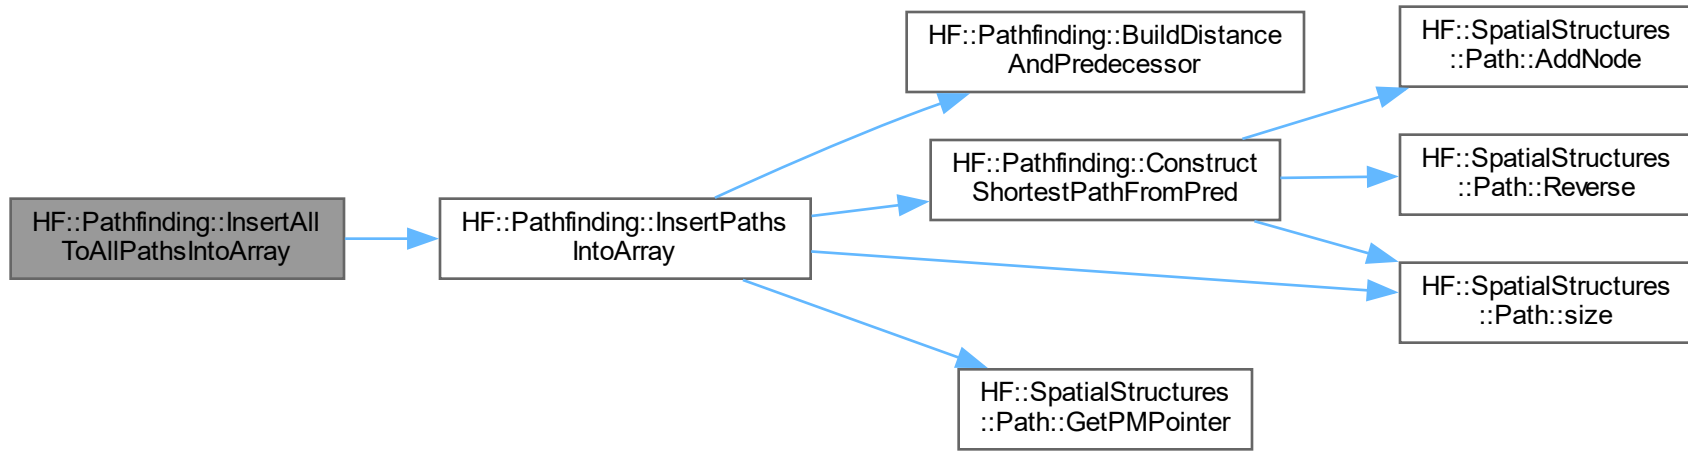 HF::Pathfinding::InsertAll
ToAllPathsIntoArray
HF::Pathfinding::InsertPaths
IntoArray
HF::Pathfinding::BuildDistance
AndPredecessor
HF::Pathfinding::Construct
ShortestPathFromPred
HF::SpatialStructures
::Path::GetPMPointer
HF::SpatialStructures
::Path::AddNode
HF::SpatialStructures
::Path::Reverse
HF::SpatialStructures
::Path::size